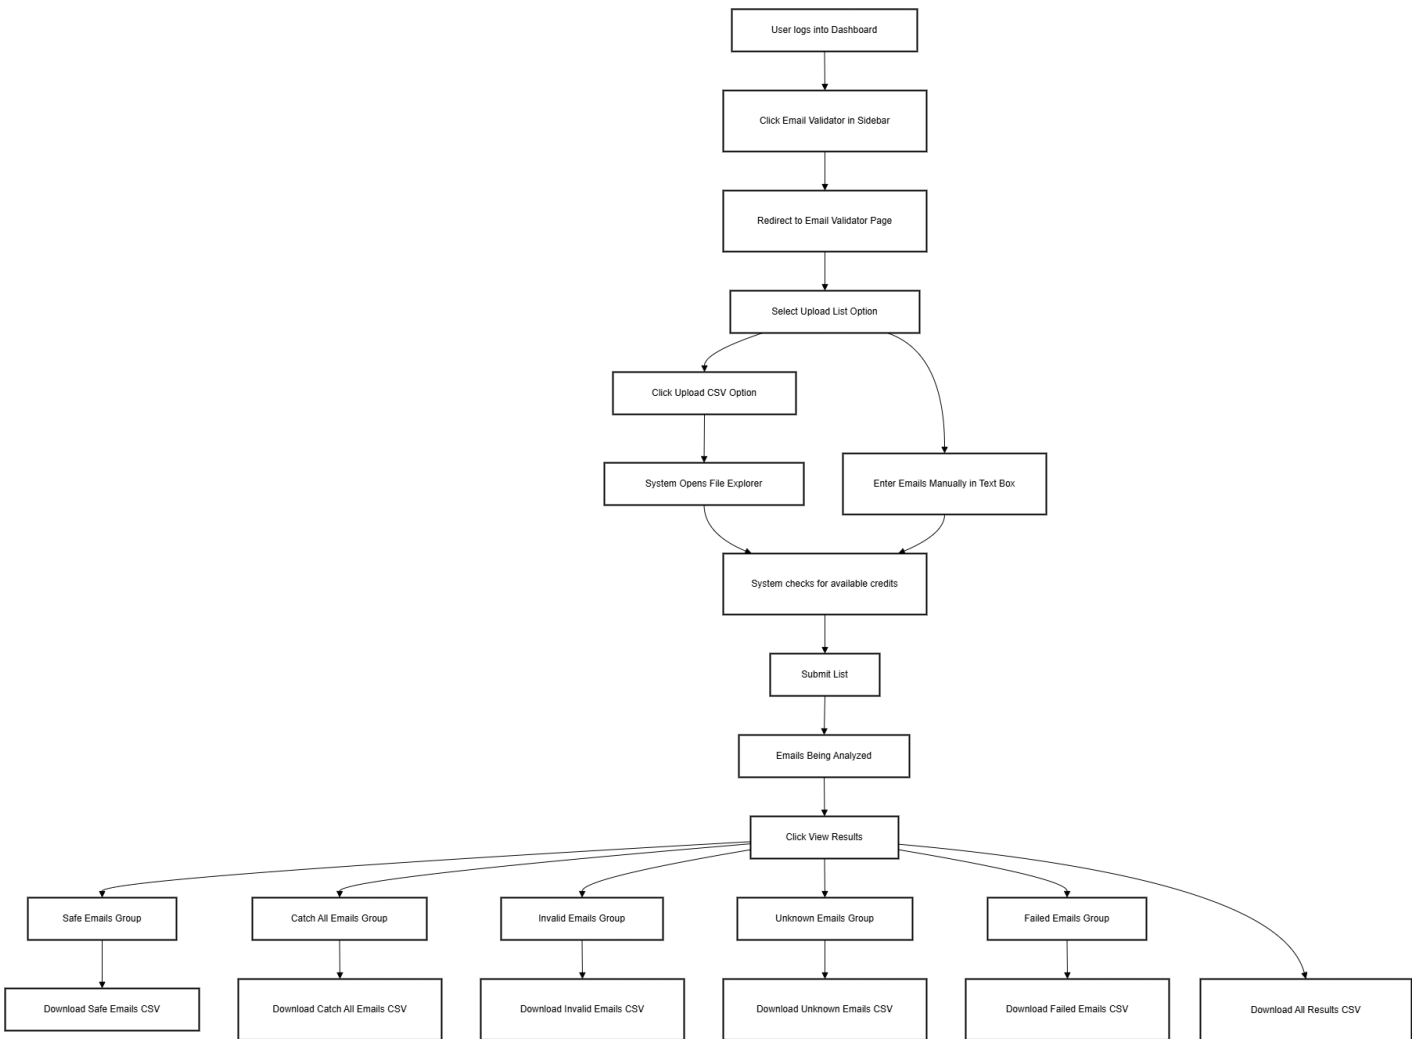 User logs into Dashboard
Click Email Validator in Sidebar
Redirect to Email Validator Page
Select Upload List Option
Click Upload CSV Option
System Opens File Explorer
Enter Emails Manually in Text Box
System checks for available credits
Submit List
Emails Being Analyzed
Click View Results
Safe Emails Group
Catch All Emails Group
Invalid Emails Group
Unknown Emails Group
Failed Emails Group
Download Safe Emails CSV
Download Catch All Emails CSV
Download Invalid Emails CSV
Download Unknown Emails CSV
Download Failed Emails CSV
Download All Results CSV